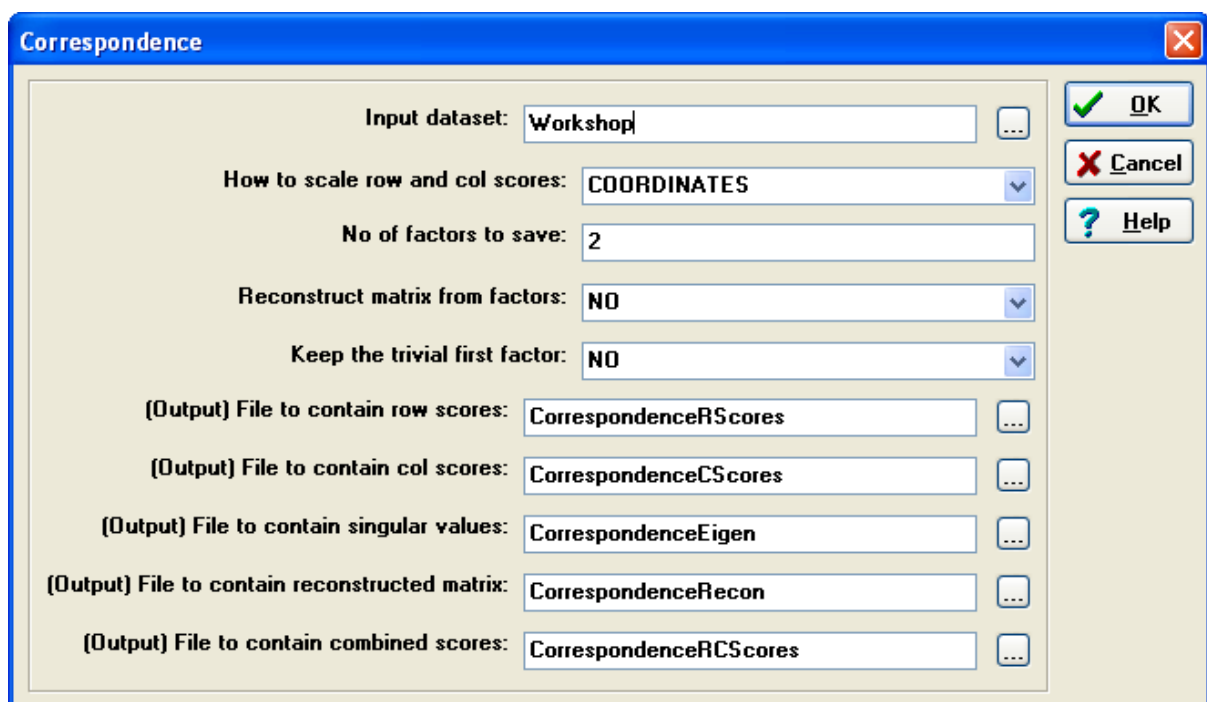 Correspondence
Input dataset: Workshop ...
How to scale row and col scores: COORDINATES
No of factors to save: 2
Reconstruct matrix from factors: NO
Keep the trivial first factor: NO
(Output) File to contain row scores: CorrespondenceRScores ...
(Output) File to contain col scores: CorrespondenceCScores ...
(Output) File to contain singular values: CorrespondenceEigen ...
(Output) File to contain reconstructed matrix: CorrespondenceRecon ...
(Output) File to contain combined scores: CorrespondenceRCScores ...
OK
Cancel
? Help